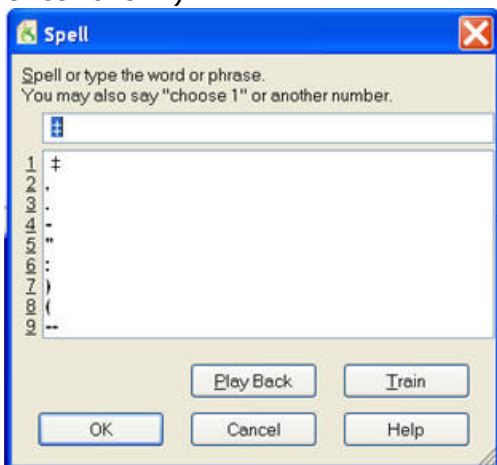 Spell
Spell or type the word or phrase.
You may also say "choose 1" or another number.
‡
1 ‡
2 ,
3 .
4 -
5 "
6 :
7 )
8 (
9 --
Play Back Train
OK Cancel Help